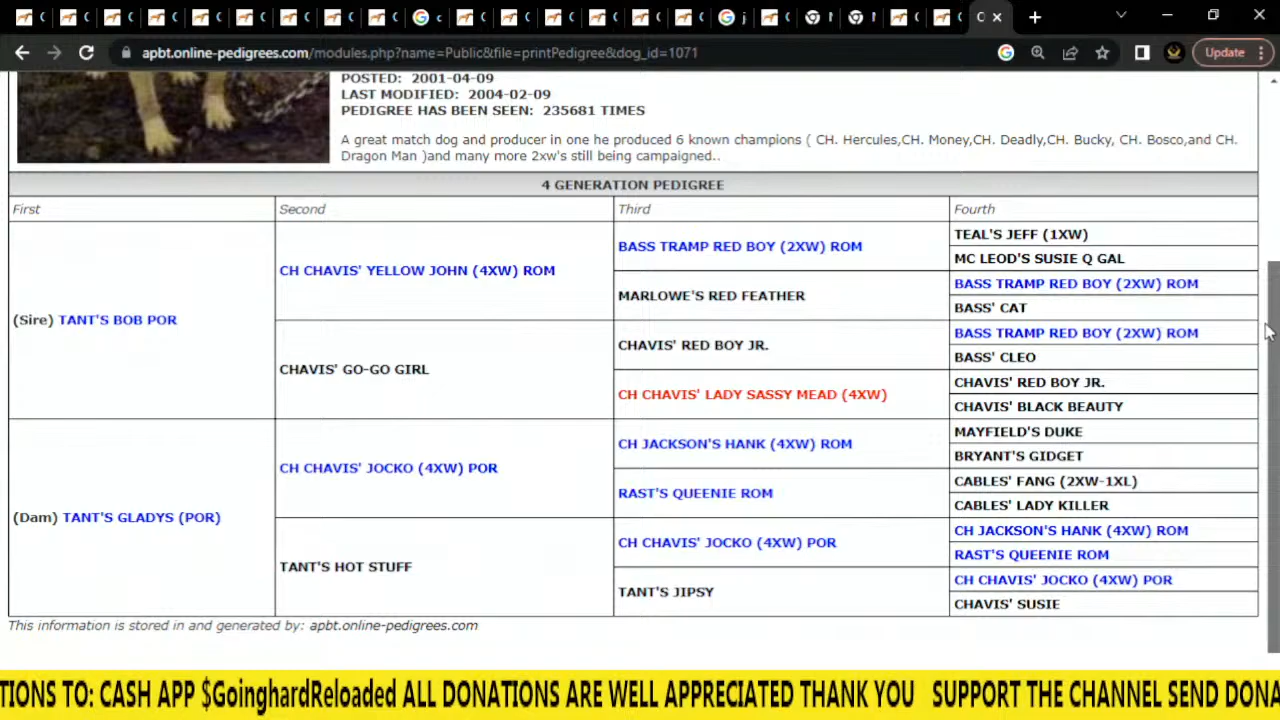 apbt.online-pedigrees.com/modules.php?name=Public&file=printPedigree&dog_id=1071
Update
POSTED: 2001-04-09
LAST MODIFIED: 2004-02-09
PEDIGREE HAS BEEN SEEN: 235681 TIMES
A great match dog and producer in one he produced 6 known champions ( CH. Hercules,CH. Money,CH. Deadly,CH. Bucky, CH. Bosco,and CH.
Dragon Man )and many more 2xw's still being campaigned..
4 GENERATION PEDIGREE
First Second Third Fourth
(Sire) TANT'S BOB POR
CH CHAVIS' YELLOW JOHN (4XW) ROM
BASS TRAMP RED BOY (2XW) ROM
TEAL'S JEFF (1XW)
MC LEOD'S SUSIE Q GAL
MARLOWE'S RED FEATHER
BASS TRAMP RED BOY (2XW) ROM
BASS' CAT
CHAVIS' GO-GO GIRL
CHAVIS' RED BOY JR.
BASS TRAMP RED BOY (2XW) ROM
BASS' CLEO
CH CHAVIS' LADY SASSY MEAD (4XW)
CHAVIS' RED BOY JR.
CHAVIS' BLACK BEAUTY
(Dam) TANT'S GLADYS (POR)
CH CHAVIS' JOCKO (4XW) POR
CH JACKSON'S HANK (4XW) ROM
MAYFIELD'S DUKE
BRYANT'S GIDGET
RAST'S QUEENIE ROM
CABLES' FANG (2XW-1XL)
CABLES' LADY KILLER
TANT'S HOT STUFF
CH CHAVIS' JOCKO (4XW) POR
CH JACKSON'S HANK (4XW) ROM
RAST'S QUEENIE ROM
TANT'S JIPSY
CH CHAVIS' JOCKO (4XW) POR
CHAVIS' SUSIE
This information is stored in and generated by: apbt.online-pedigrees.com
TIONS TO: CASH APP $GoinghardReloaded ALL DONATIONS ARE WELL APPRECIATED THANK YOU SUPPORT THE CHANNEL SEND DONA